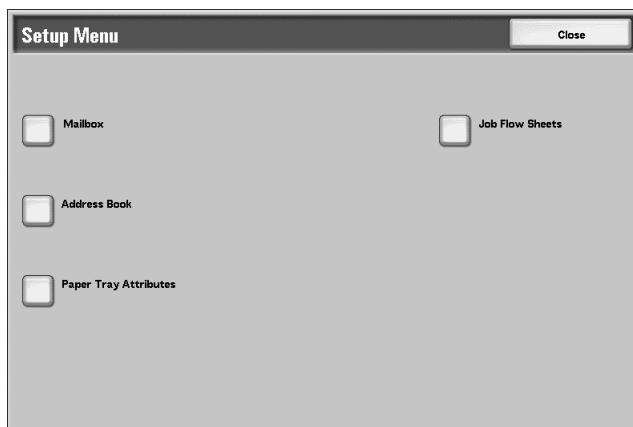 Setup Menu
Close
Mailbox
Job Flow Sheets
Address Book
Paper Tray Attributes